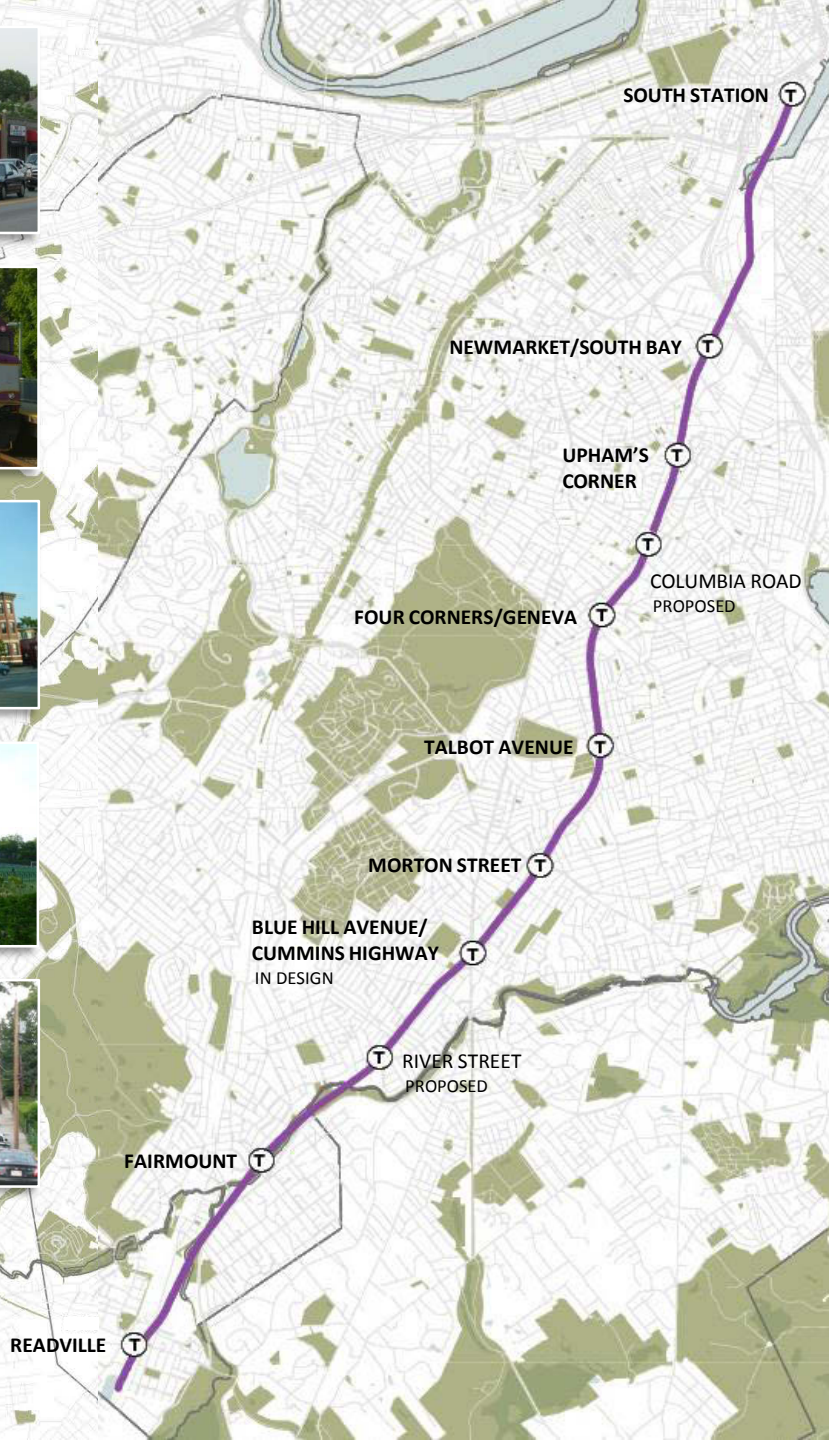 SOUTH STATION T
NEWMARKET/SOUTH BAY T
UPHAM’S T
CORNER
T
COLUMBIA ROAD
PROPOSED
FOUR CORNERS/GENEVA T
TALBOT AVENUE T
MORTON STREET T
BLUE HILL AVENUE/
CUMMINS HIGHWAY T
IN DESIGN
T RIVER STREET
PROPOSED
FAIRMOUNT T
READVILLE T